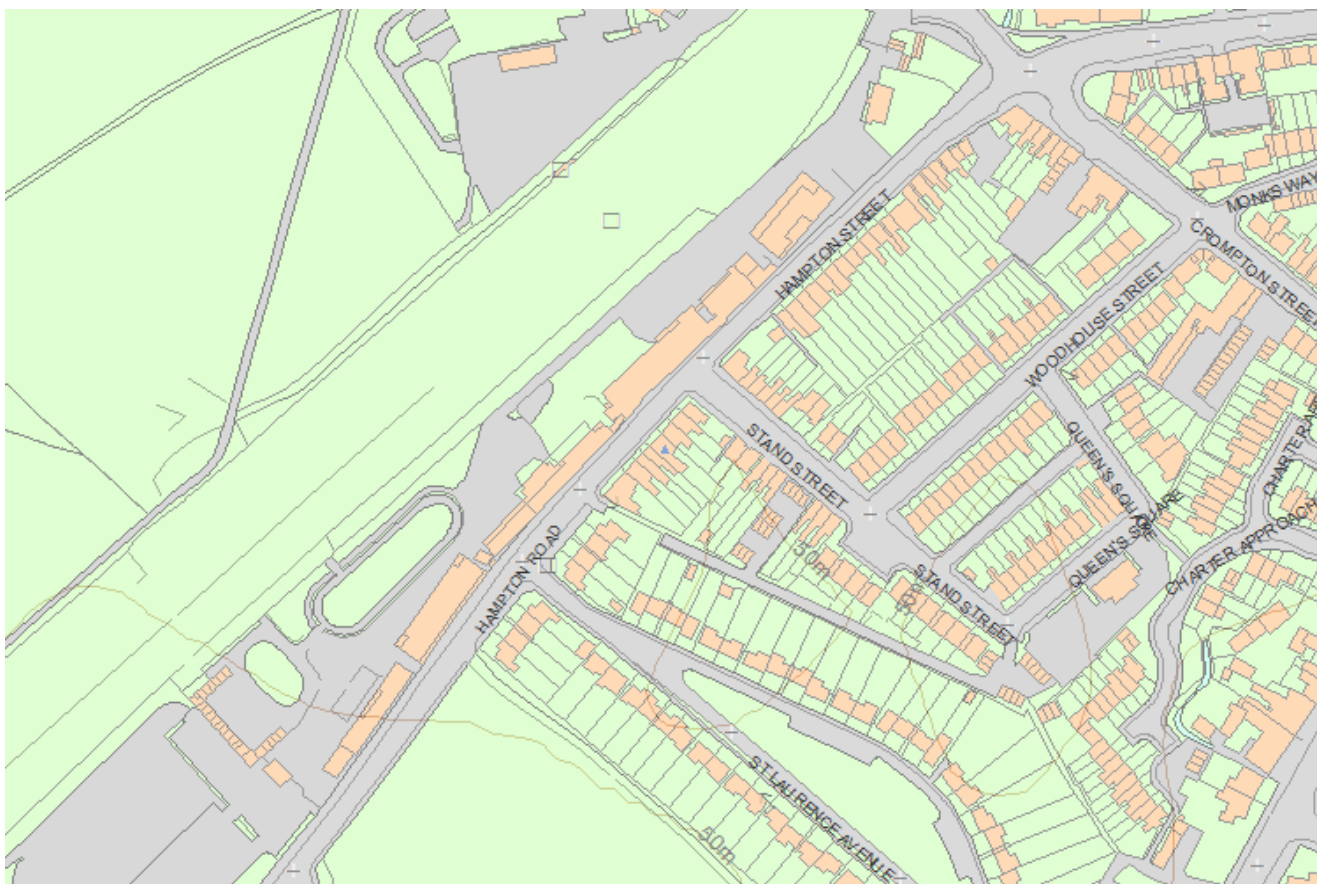 MONKS WAY
HAMPTON STREET
CROMPTON STREET
WOODHOUSE STREET
STAND STREET
QUEEN'S SQUARE
QUEEN'S SQUARE
CHARTER APPROACH
HAMPTON ROAD
50m
STAND STREET
ST LAURENCE AVENUE
50m